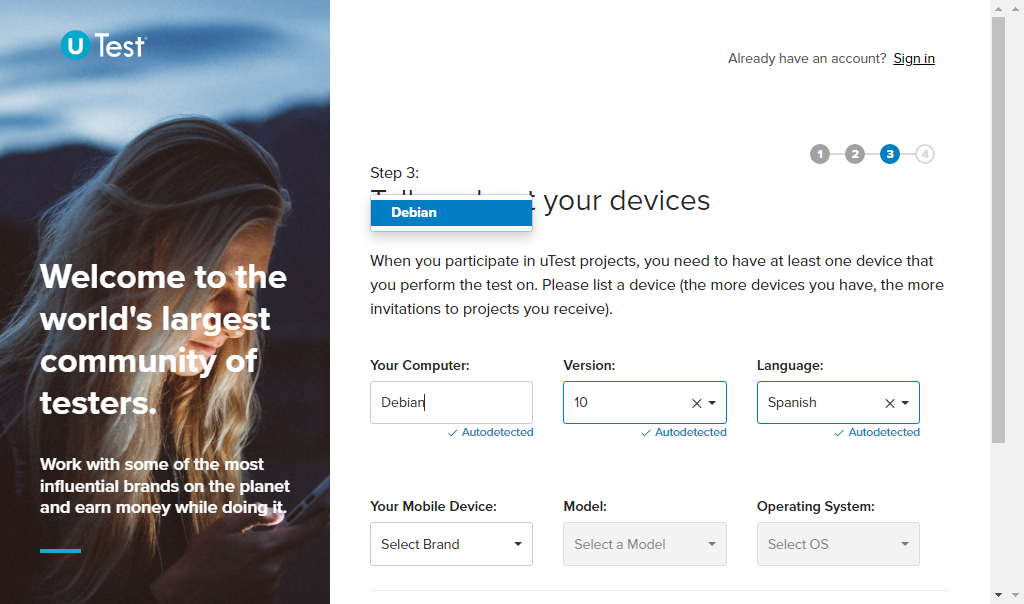 U Test
Already have an account? Sign in
1 2 3 4
Step 3:
your devices
Debian
When you participate in uTest projects, you need to have at least one device that
you perform the test on. Please list a device (the more devices you have, the more
invitations to projects you receive).
Welcome to the
world's largest
community of
testers.
Work with some of the most
influential brands on the planet
and earn money while doing it.
Your Computer: Version: Language:
Debian 10 Spanish
Autodetected Autodetected Autodetected
Your Mobile Device: Model: Operating System:
Select Brand Select a Model Select OS